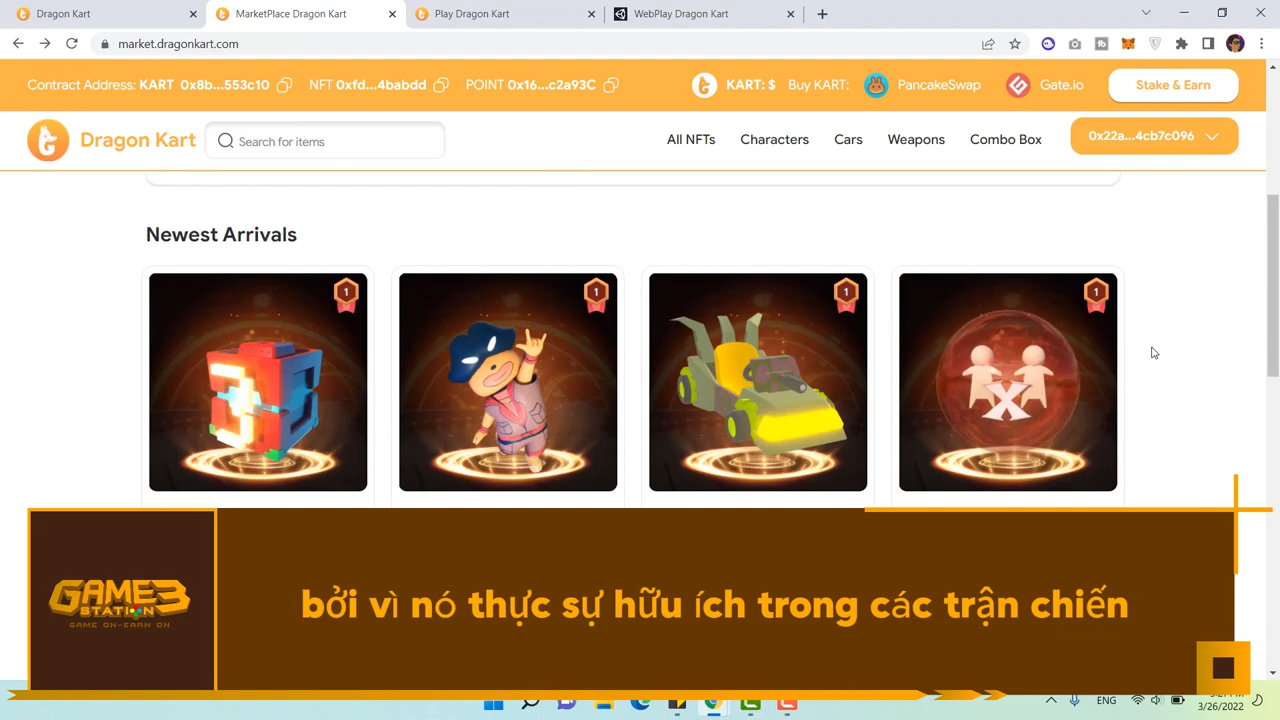 Dragon Kart
MarketPlace Dragon Kart
Play Dragon Kart
WebPlay Dragon Kart
market.dragonkart.com
Contract Address: KART 0x8b...553c10 NFT 0xfd...4babdd POINT 0x16...c2a93C KART: $ Buy KART: PancakeSwap Gate.io Stake & Earn
Dragon Kart Search for items All NFTs Characters Cars Weapons Combo Box 0x22a...4cb7c096
Newest Arrivals
1 1 1 1
X
GAME3
STATION
GAME ON-EARN ON
bởi vì nó thực sự hữu ích trong các trận chiến
ENG
3/26/2022